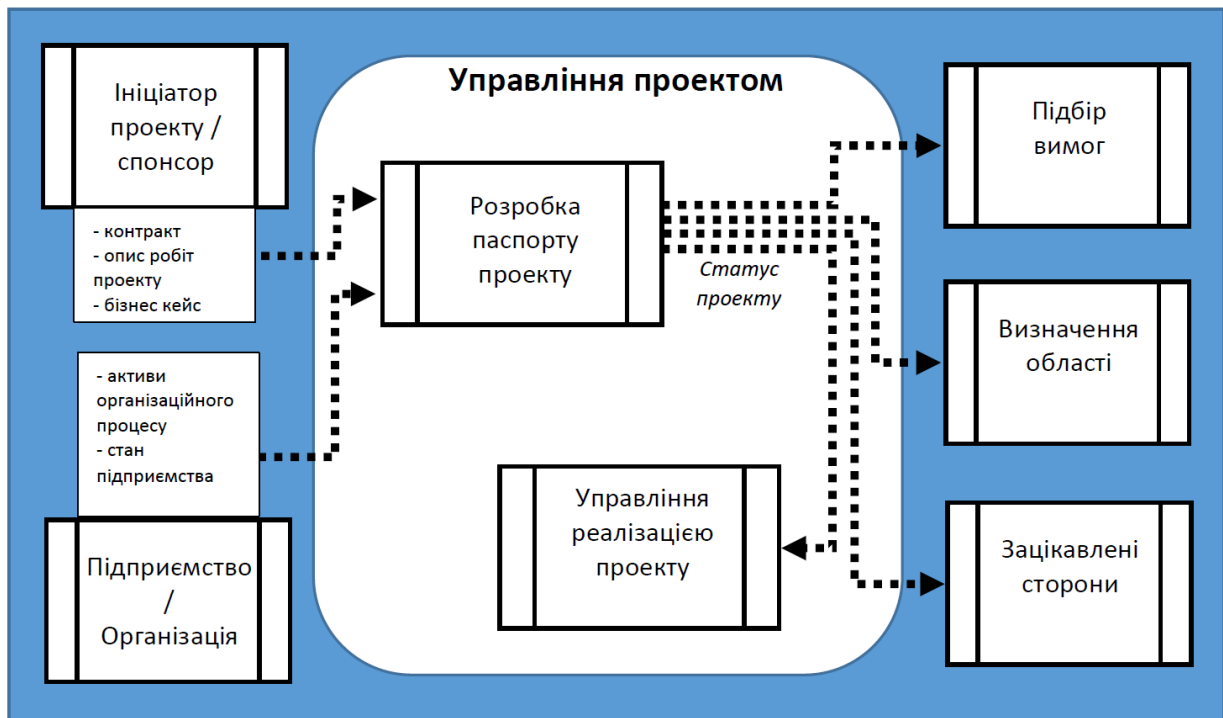 Управління проектом
Ініціатор
проекту /
спонсор
- контракт
- опис робіт
проекту
- бізнес кейс
- активи
організаційного
процесу
- стан
підприємства
Підприємство
/
Організація
Розробка
паспорту
проекту
Статус
проекту
Управління
реалізацією
проекту
Підбір
вимог
Визначення
області
Зацікавлені
сторони